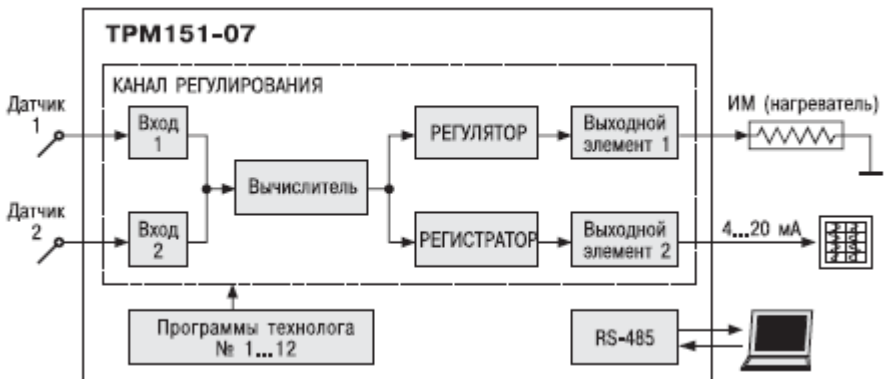 ТРМ151-07
КАНАЛ РЕГУЛИРОВАНИЯ
Датчик
1
Вход
1
РЕГУЛЯТОР
Выходной
элемент 1
ИМ (нагреватель)
Вычислитель
Датчик
2
Вход
2
РЕГИСТРАТОР
Выходной
элемент 2
4...20 мА
Программы технолога
№ 1...12
RS-485